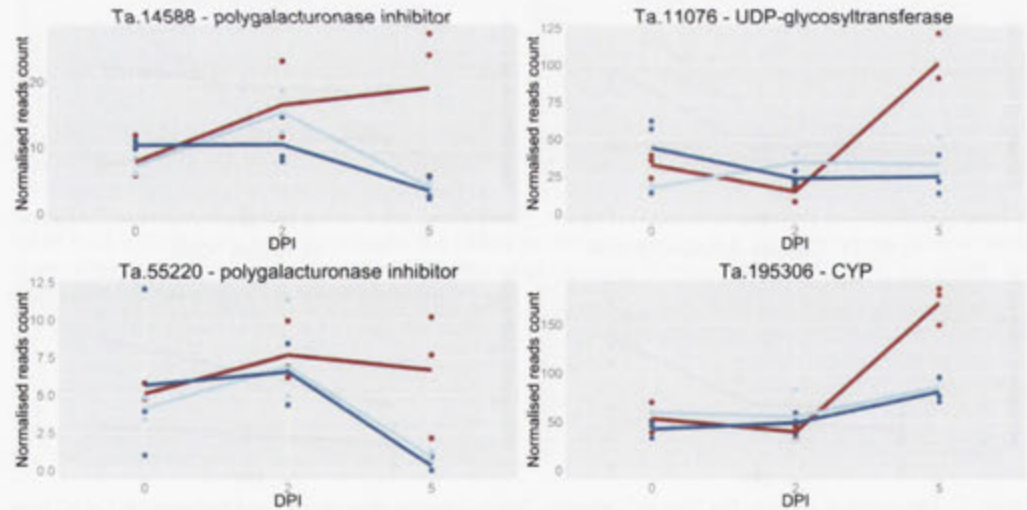 Ta.14588 - polygalacturonase inhibitor
Normalised reads count
20
10
0
0
2
5
DPI
Ta.11076 - UDP-glycosyltransferase
Normalised reads count
125
100
75
50
25
0
0
2
5
DPI
Ta.55220 - polygalacturonase inhibitor
Normalised reads count
12.5
10.0
7.5
5.0
2.5
0.0
0
2
5
DPI
Ta.195306 - CYP
Normalised reads count
150
100
50
0
0
2
5
DPI